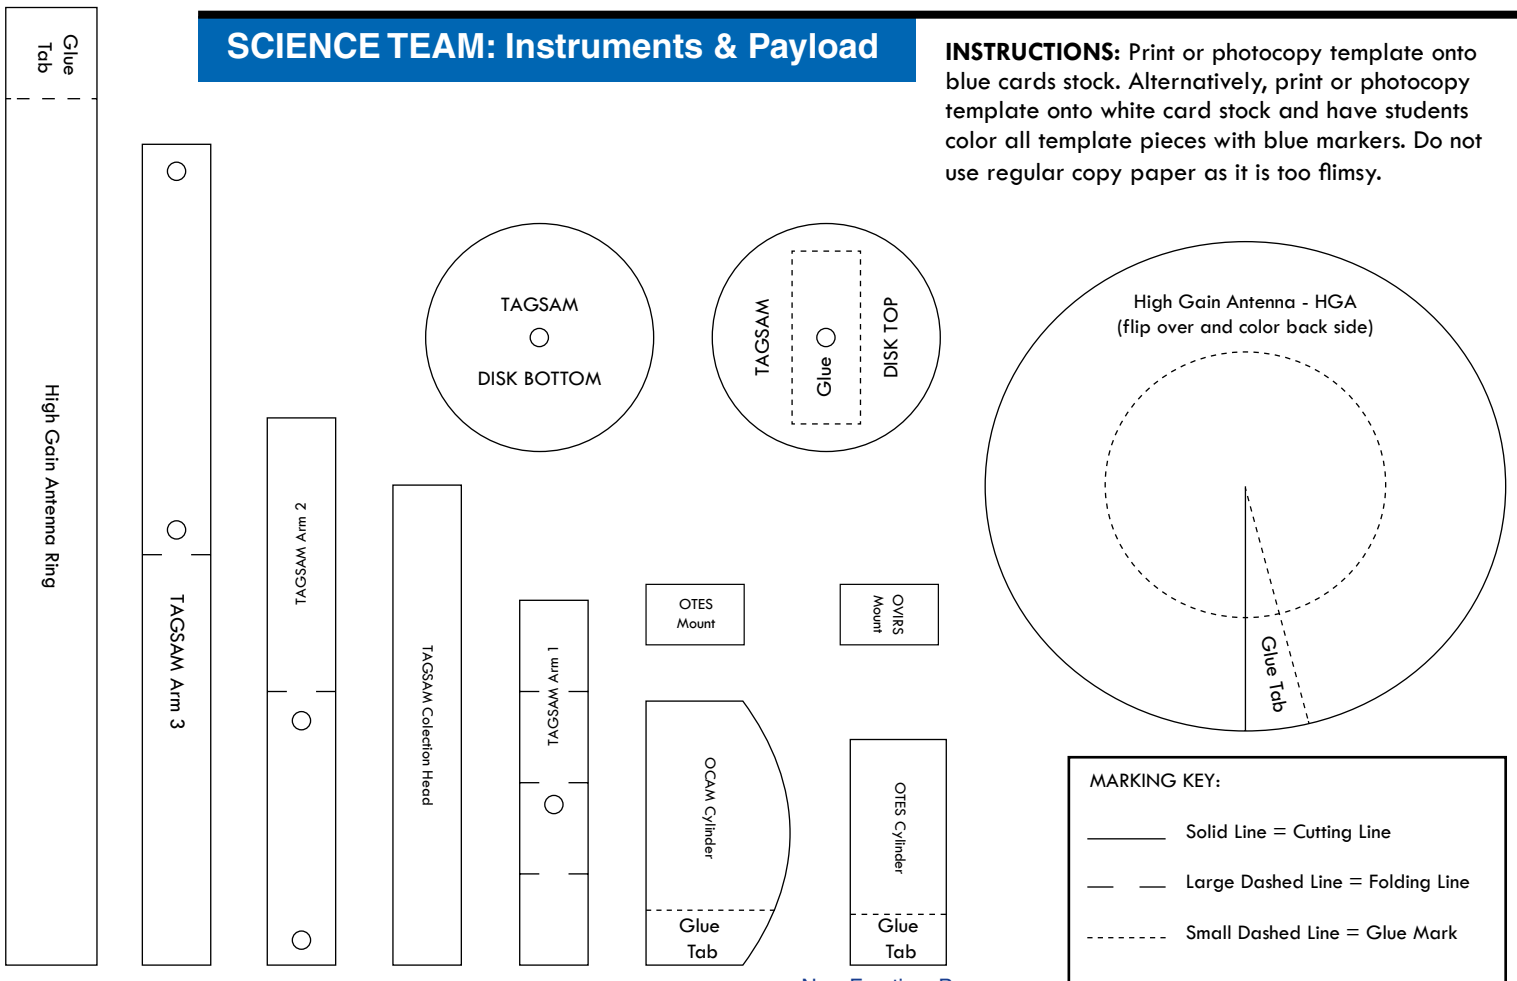 SCIENCE TEAM: Instruments & Payload
INSTRUCTIONS: Print or photocopy template onto
blue cards stock. Alternatively, print or photocopy
template onto white card stock and have students
color all template pieces with blue markers. Do not
use regular copy paper as it is too flimsy.
Glue
Tab
High Gain Antenna Ring
TAGSAM Arm 3
TAGSAM Arm 2
TAGSAM Colection Head
TAGSAM Arm 1
TAGSAM
DISK BOTTOM
TAGSAM
Glue
DISK TOP
High Gain Antenna - HGA
(flip over and color back side)
Glue Tab
OTES
Mount
OVIRS
Mount
OCAM Cylinder
Glue
Tab
OTES Cylinder
Glue
Tab
MARKING KEY:
Solid Line = Cutting Line
Large Dashed Line = Folding Line
Small Dashed Line = Glue Mark